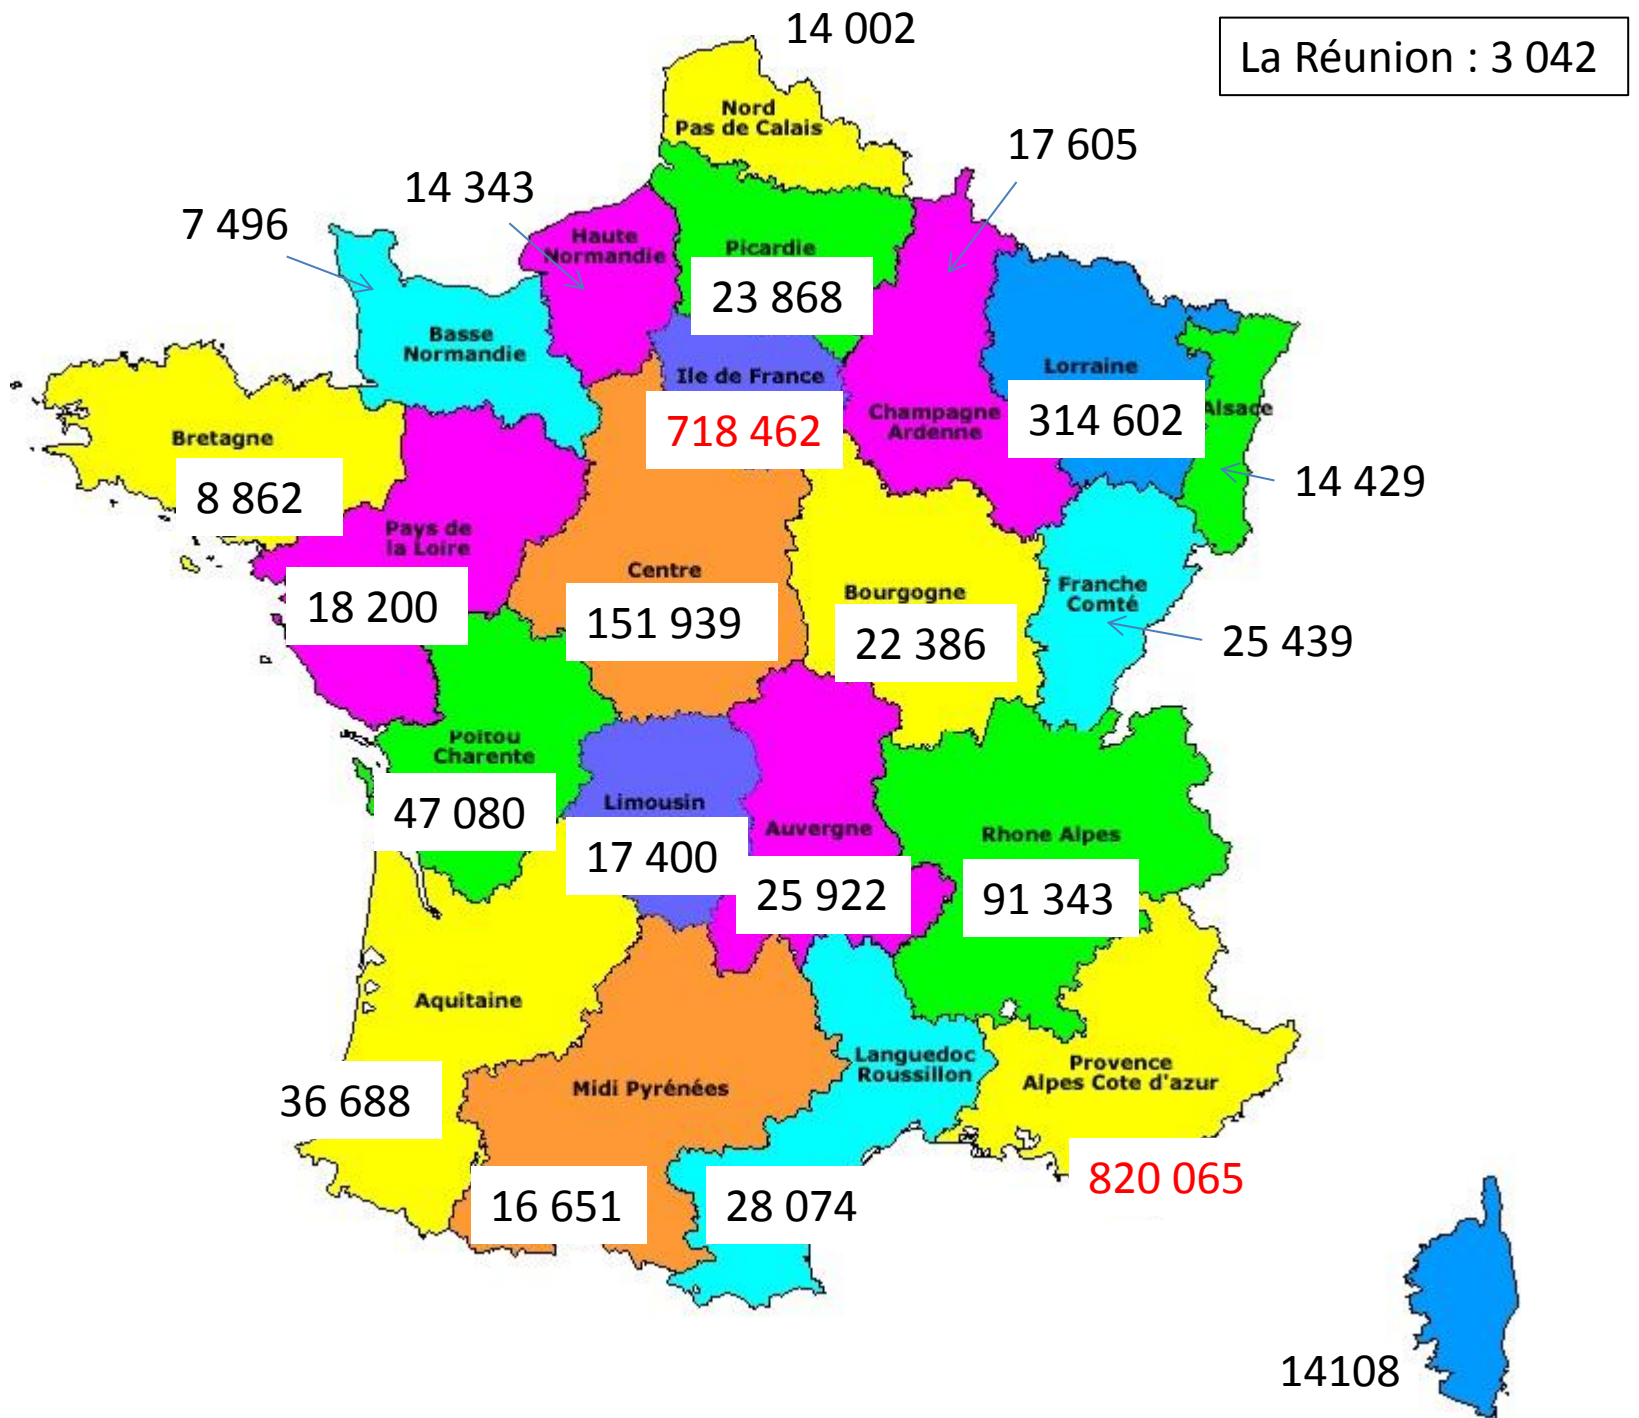 14 002
La Réunion : 3 042
Nord
Pas de Calais
17 605
14 343
7 496
Haute
Normandie
Picardie
23 868
Basse
Normandie
Ile de France
718 462
Lorraine
314 602
Champagne
Ardenne
Alsace
14 429
Bretagne
8 862
Pays de
la Loire
18 200
Centre
151 939
Bourgogne
22 386
Franche
Comté
25 439
Poitou
Charente
47 080
Limousin
17 400
Auvergne
25 922
Rhone Alpes
91 343
Aquitaine
36 688
Midi Pyrénées
16 651
Languedoc
Roussillon
28 074
Provence
Alpes Cote d'azur
820 065
14108